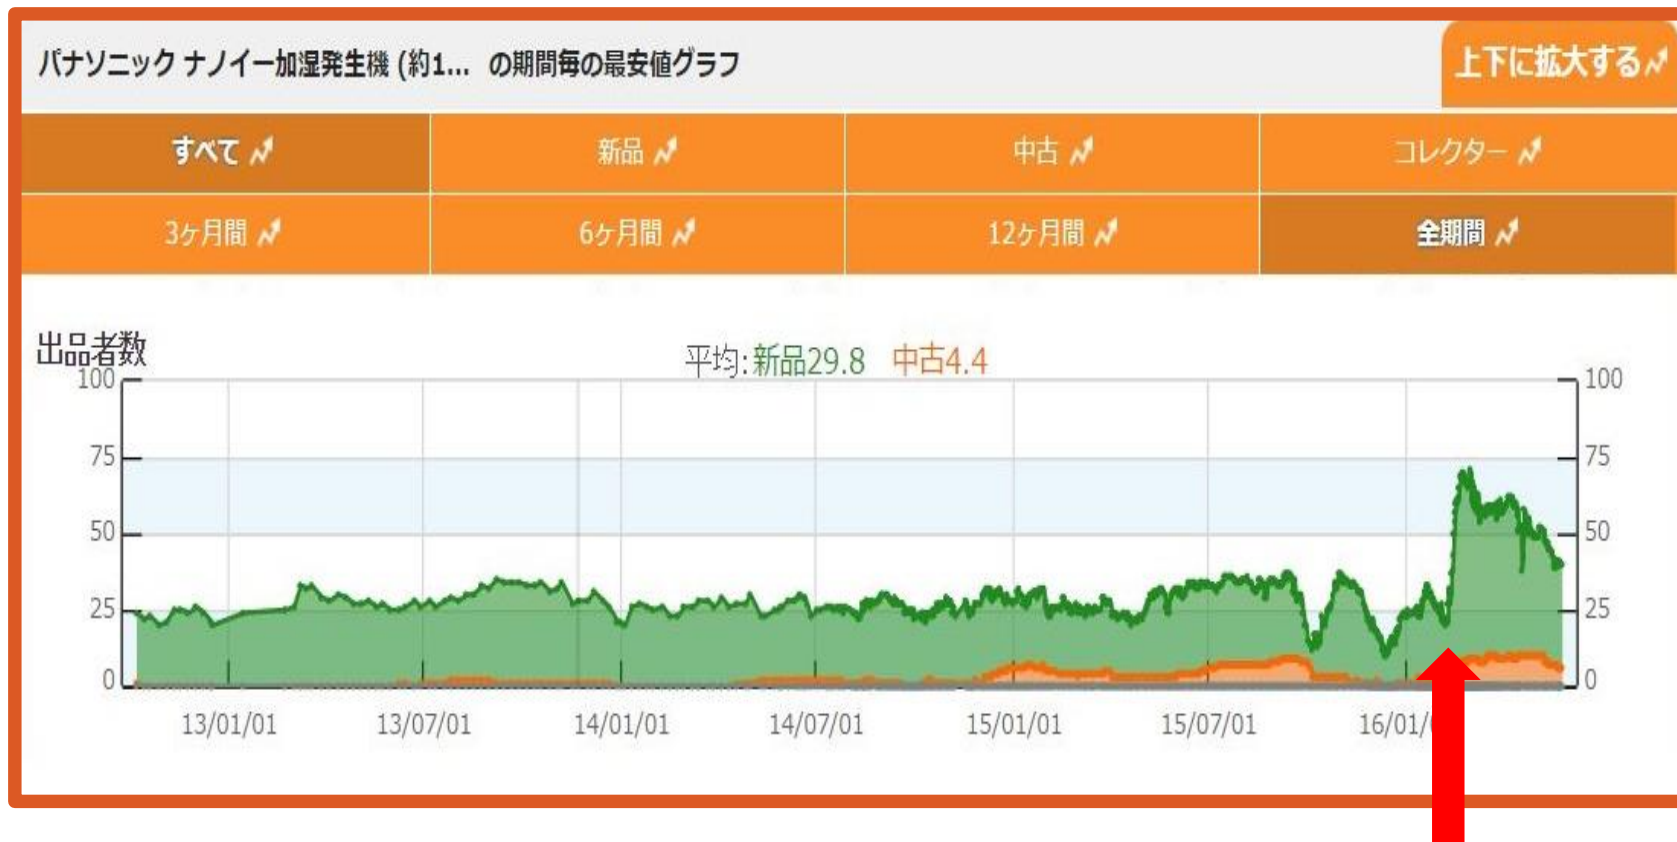 パナソニック ナノイー加湿発生機 (約1... の期間毎の最安値グラフ
上下に拡大する
すべて
新品
中古
コレクター
3ヶ月間
6ヶ月間
12ヶ月間
全期間
出品者数
平均:新品29.8 中古4.4
100
100
75
75
50
50
25
25
0
0
13/01/01
13/07/01
14/01/01
14/07/01
15/01/01
15/07/01
16/01/